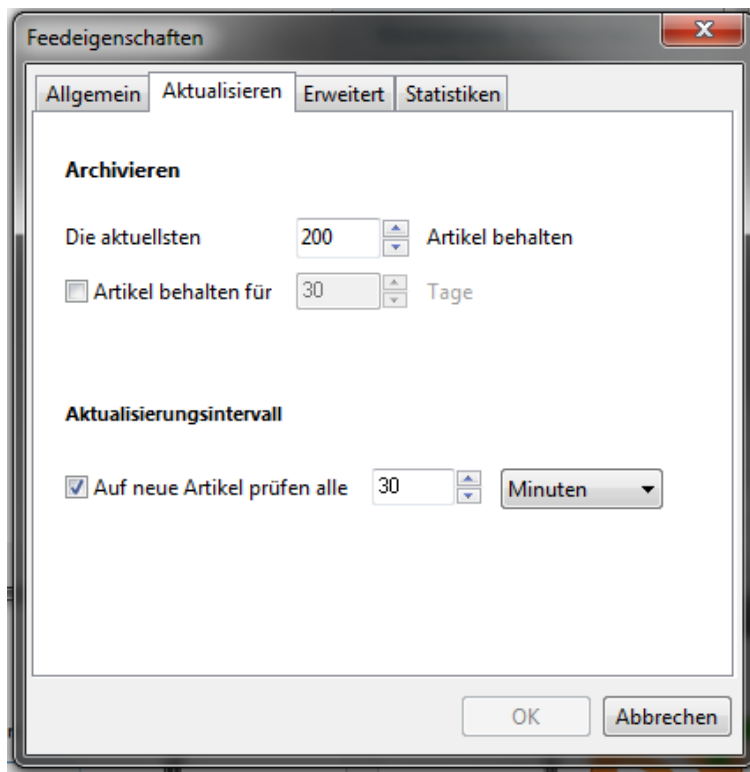 Feedeigenschaften
Allgemein Aktualisieren Erweitert Statistiken
Archivieren
Die aktuellsten 200 Artikel behalten
Artikel behalten für 30 Tage
Aktualisierungsintervall
Auf neue Artikel prüfen alle 30 Minuten
OK Abbrechen